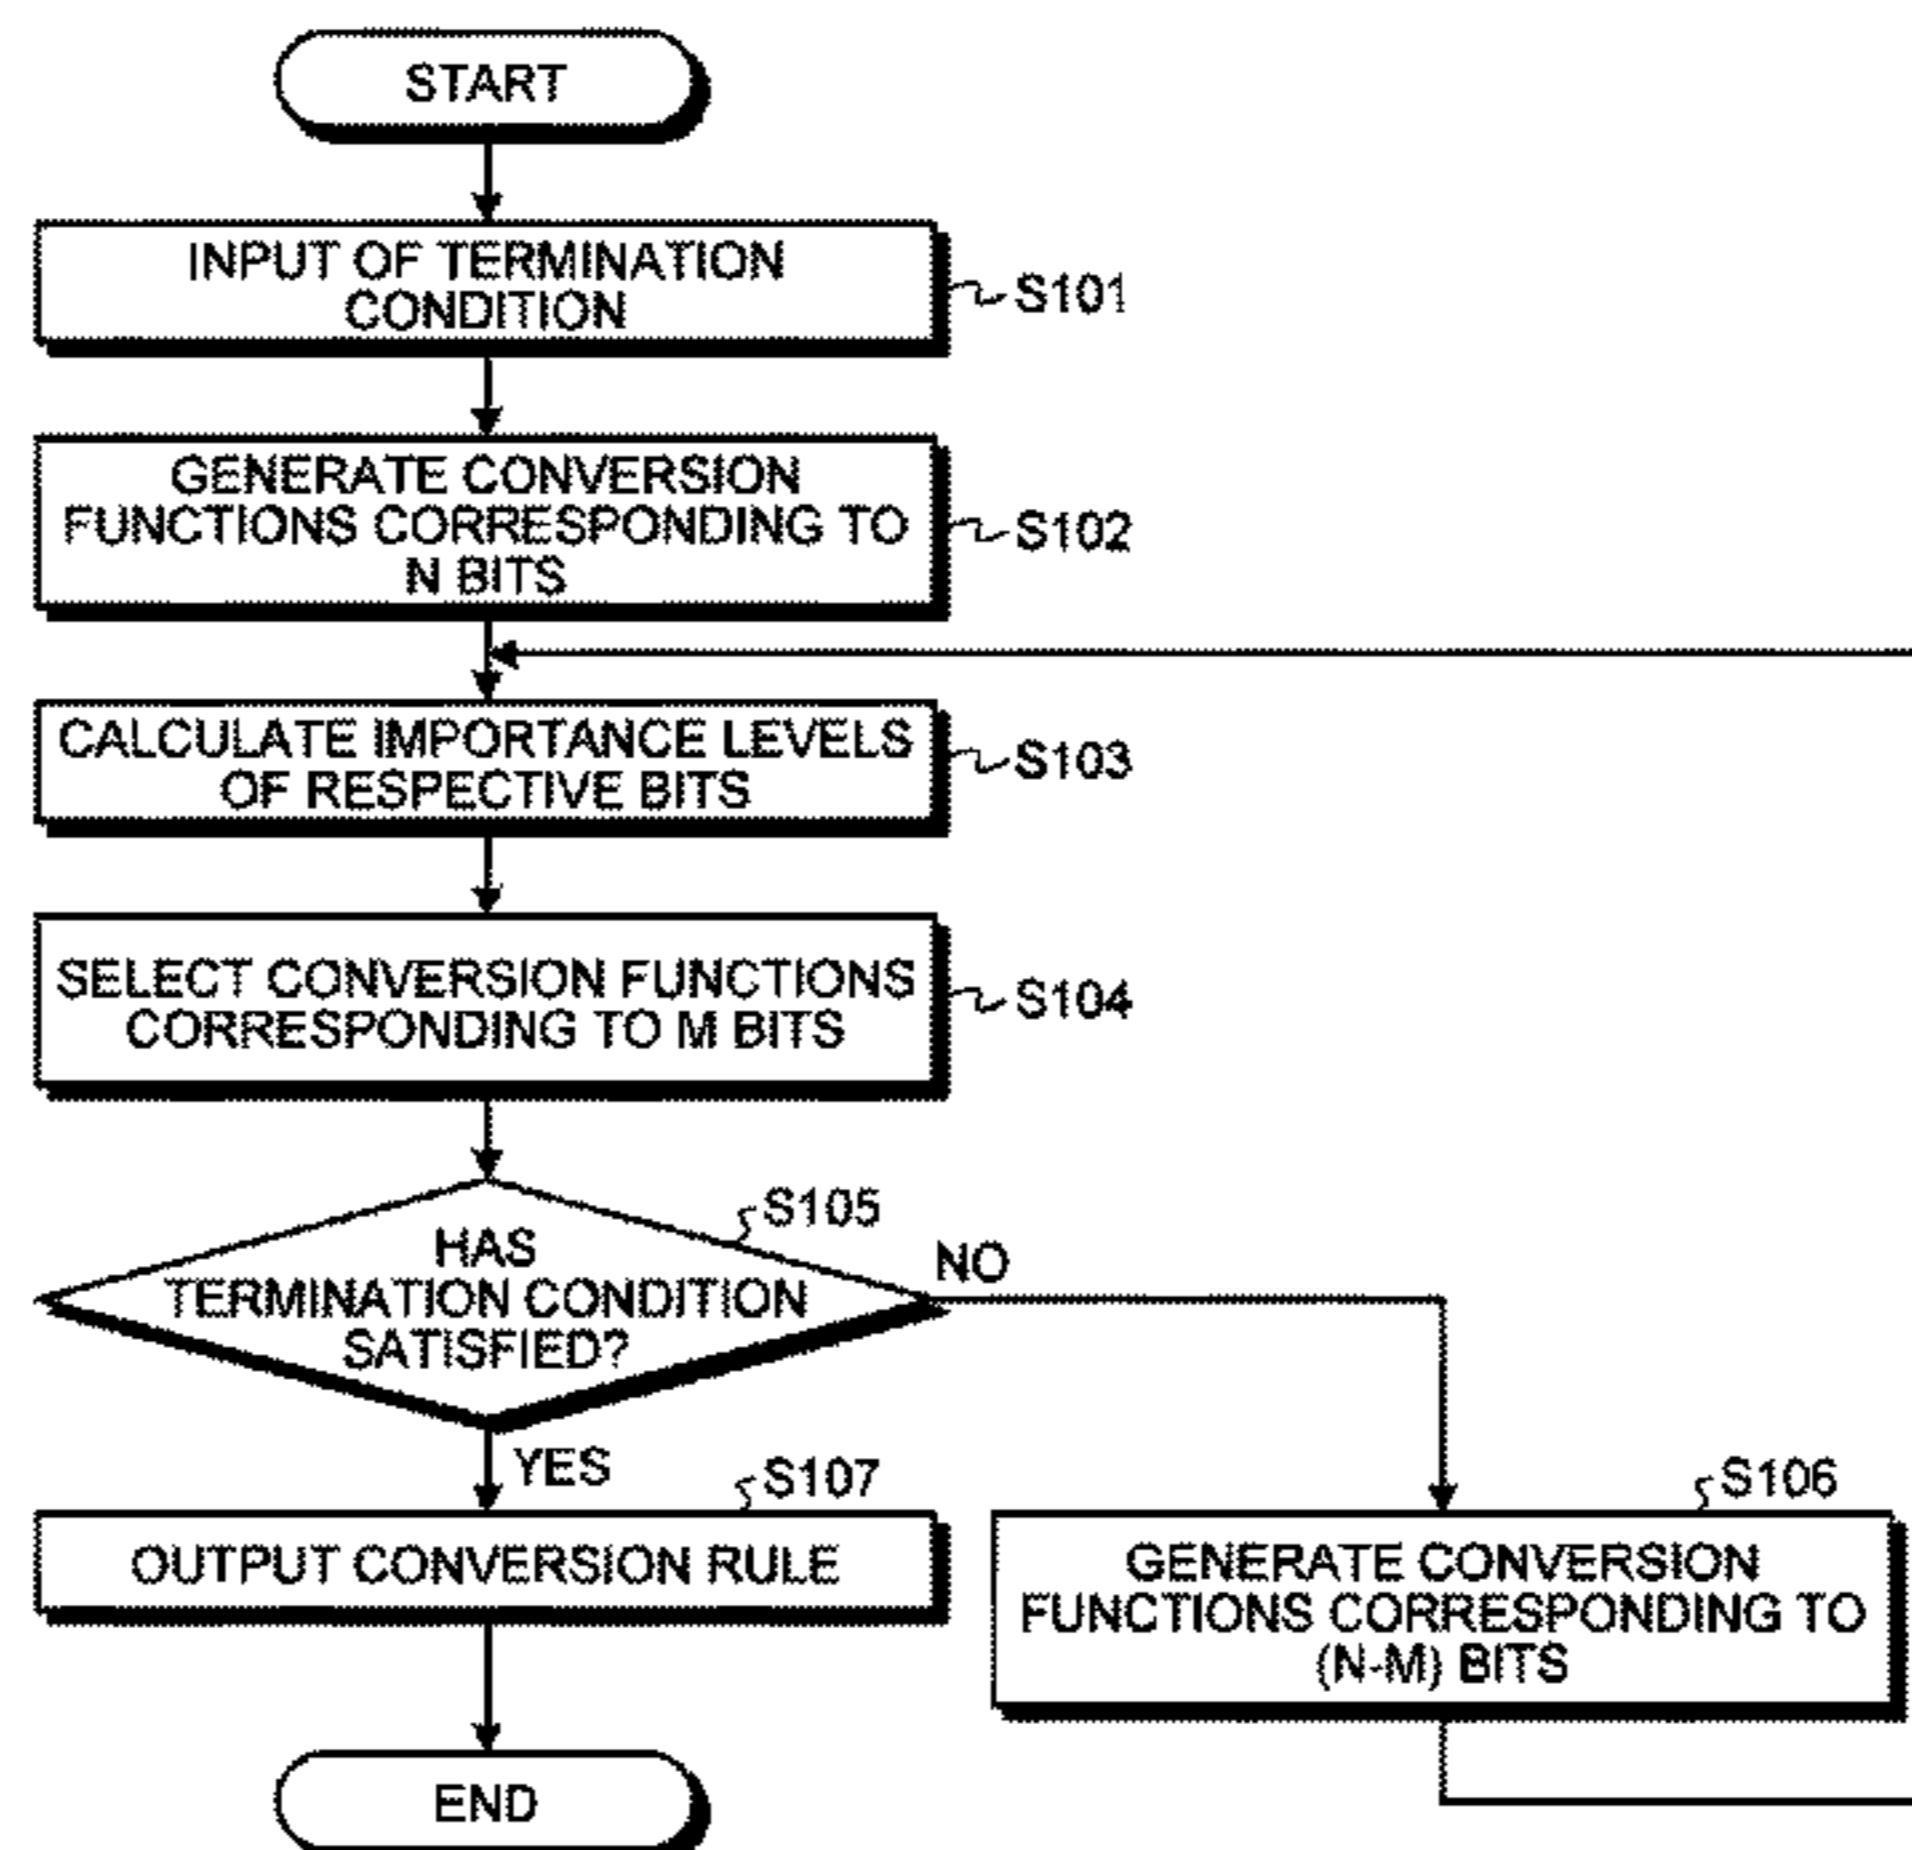 START
INPUT OF TERMINATION
CONDITION
S101
GENERATE CONVERSION
FUNCTIONS CORRESPONDING TO
N BITS
S102
CALCULATE IMPORTANCE LEVELS
OF RESPECTIVE BITS
S103
SELECT CONVERSION FUNCTIONS
CORRESPONDING TO M BITS
S104
S105
HAS
TERMINATION CONDITION
SATISFIED?
NO
YES
S107
OUTPUT CONVERSION RULE
S106
GENERATE CONVERSION
FUNCTIONS CORRESPONDING TO
(N-M) BITS
END